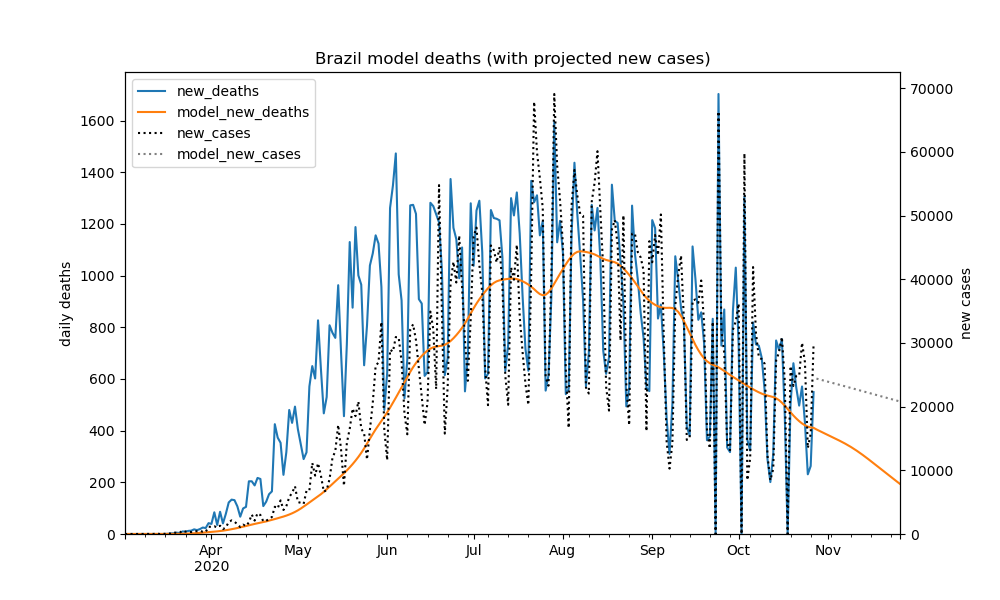 Brazil model deaths (with projected new cases)
new_deaths
model_new_deaths
new_cases
model_new_cases
daily deaths
1600
1400
1200
1000
800
600
400
200
0
new cases
70000
60000
50000
40000
30000
20000
10000
0
Apr May Jun Jul Aug Sep Oct Nov
2020